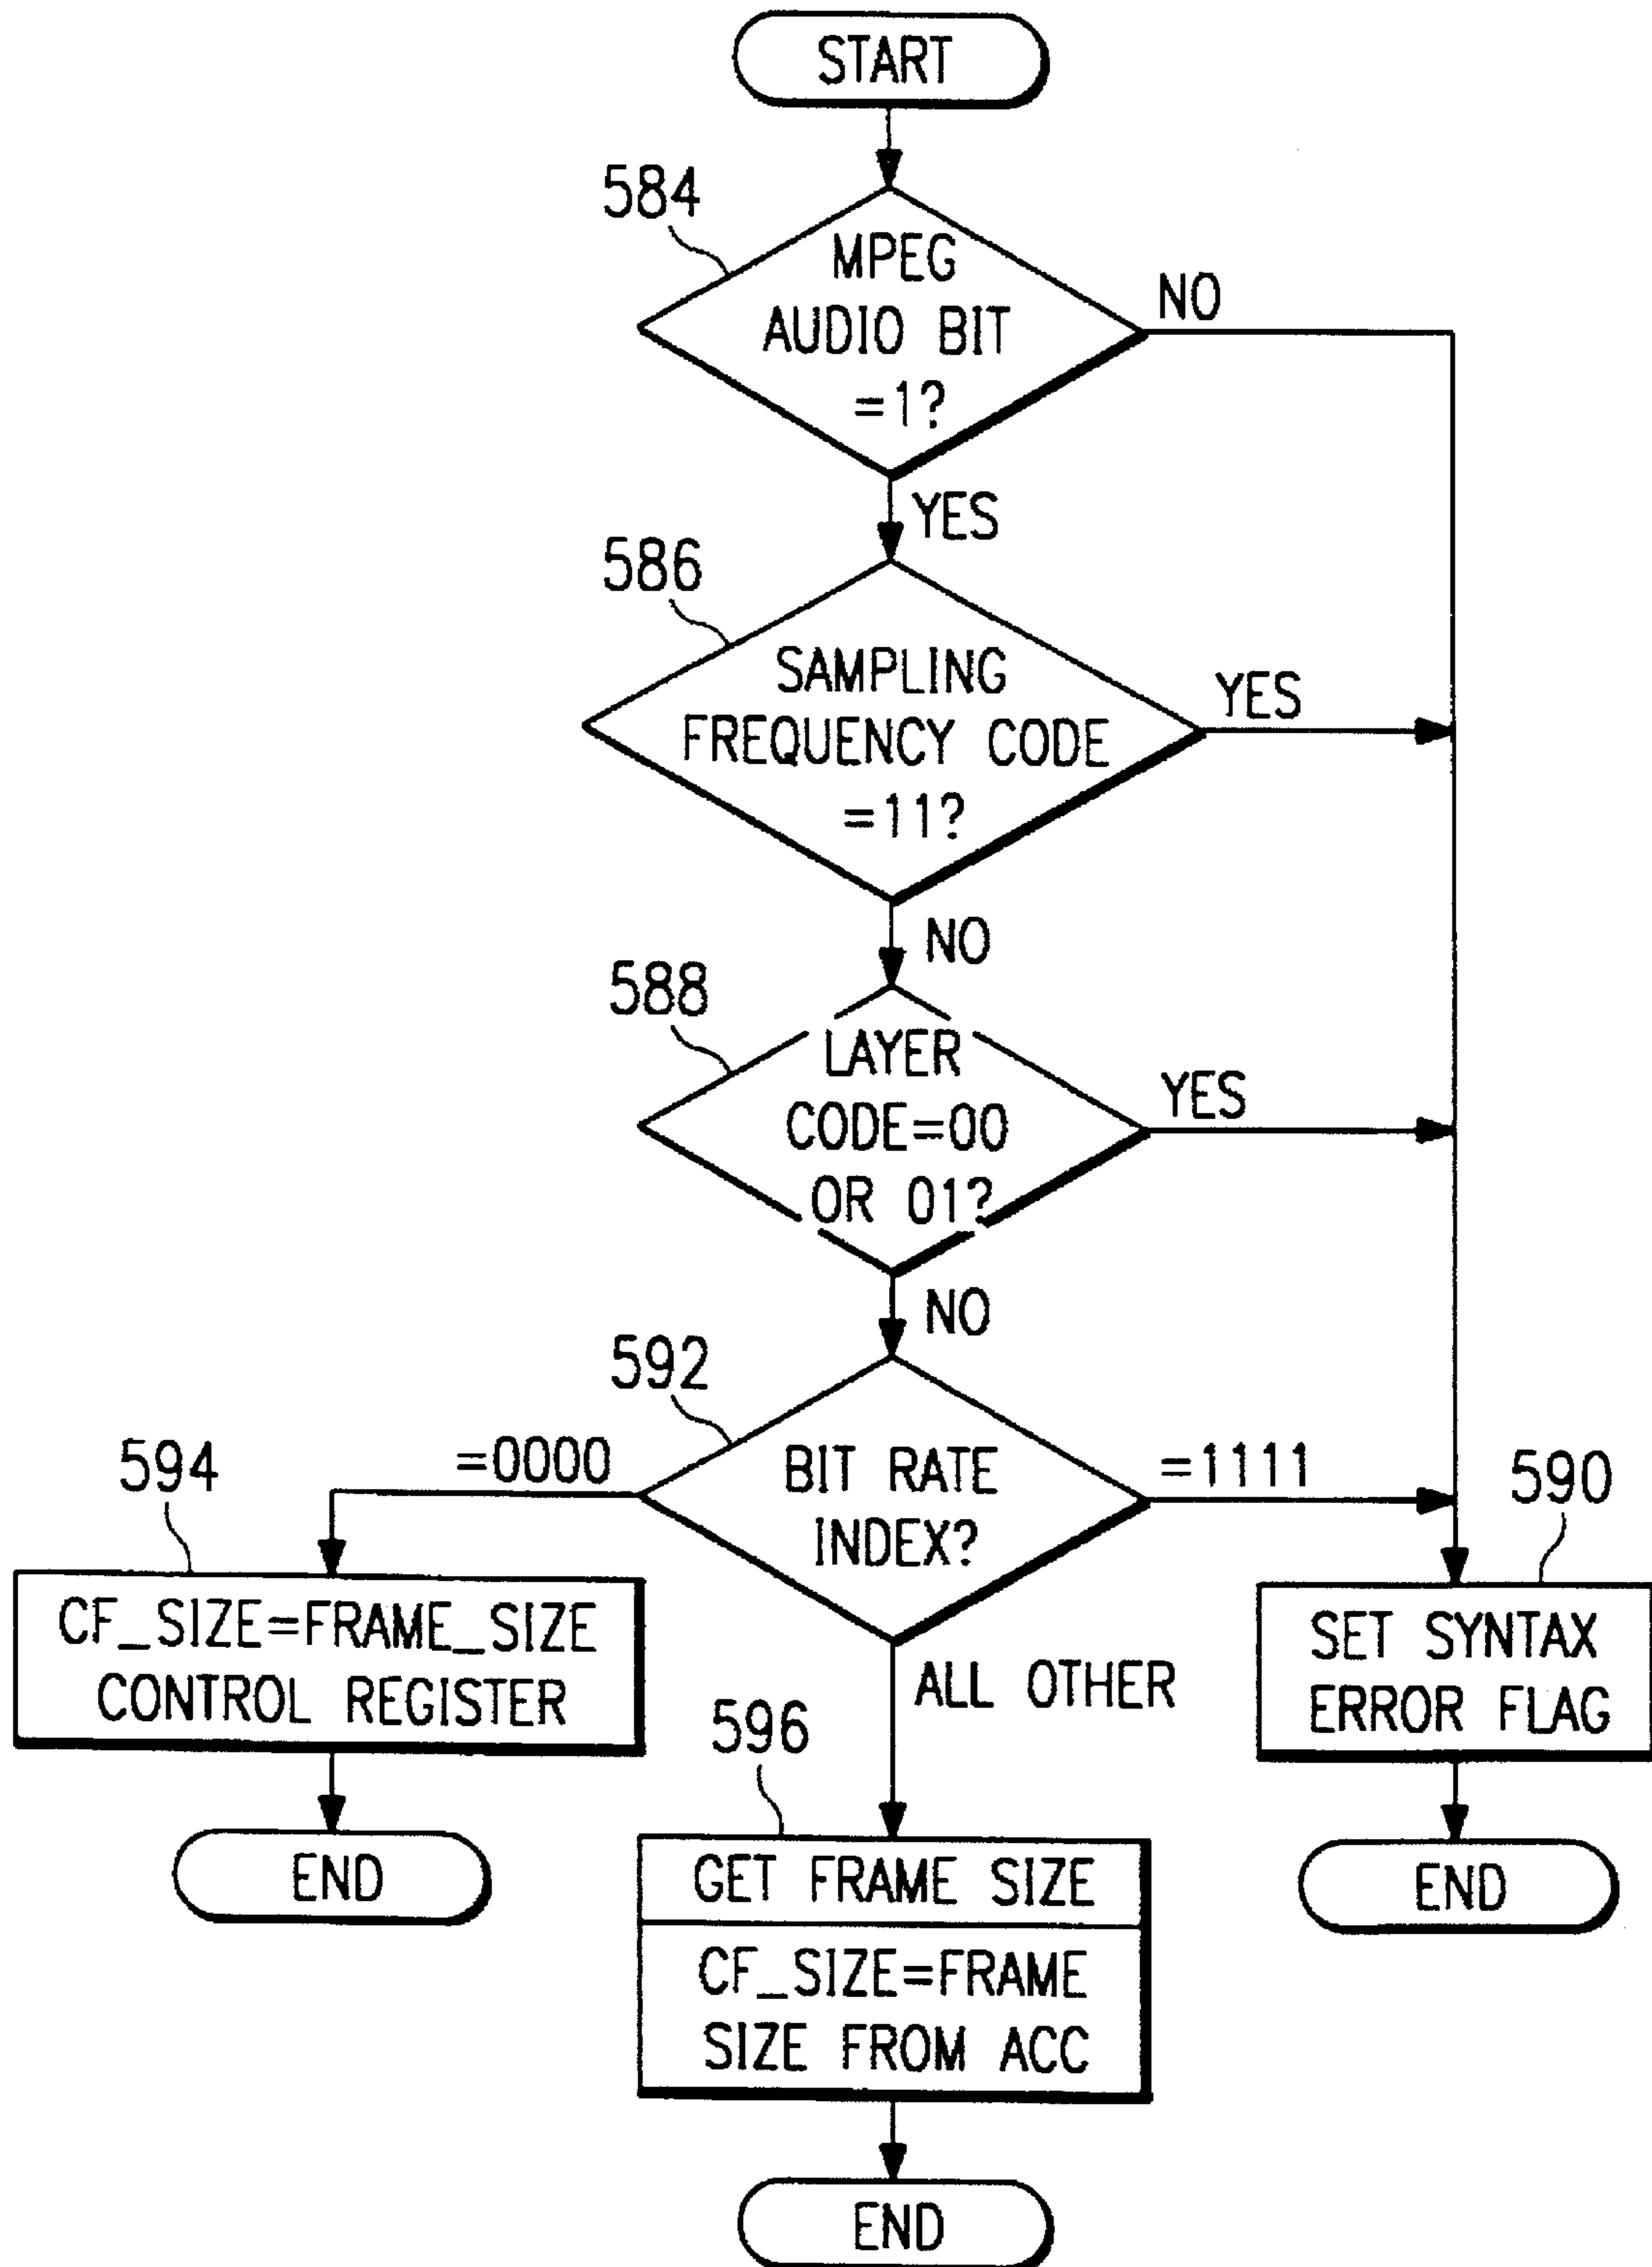 START
584
MPEG
AUDIO BIT
=1?
NO
YES
586
SAMPLING
FREQUENCY CODE
=11?
YES
NO
588
LAYER
CODE=00
OR 01?
YES
NO
592
BIT RATE
INDEX?
=0000
=1111
594
CF_SIZE=FRAME_SIZE
CONTROL REGISTER
END
ALL OTHER
596
GET FRAME SIZE
CF_SIZE=FRAME
SIZE FROM ACC
END
590
SET SYNTAX
ERROR FLAG
END